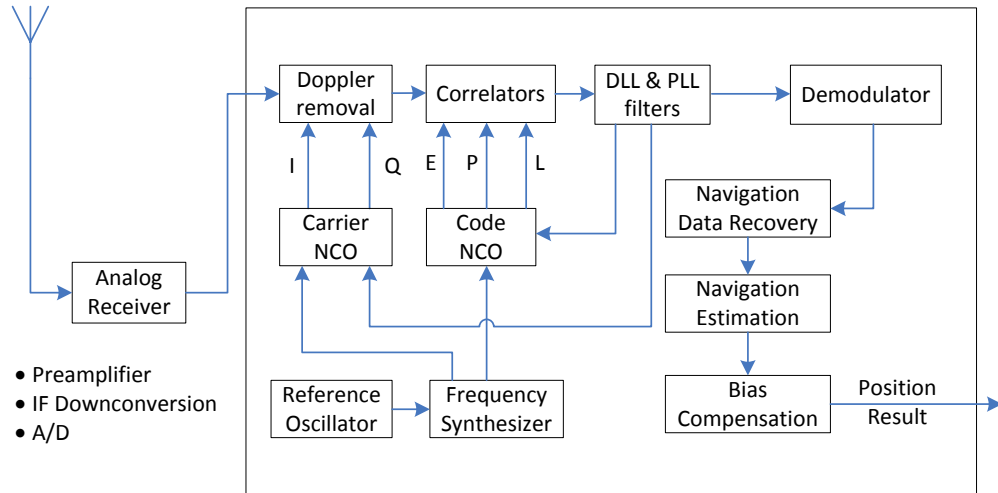 Doppler
removal
Correlators
DLL & PLL
filters
Demodulator
I
Q
E
P
L
Carrier
NCO
Code
NCO
Navigation
Data Recovery
Analog
Receiver
Navigation
Estimation
• Preamplifier
• IF Downconversion
• A/D
Reference
Oscillator
Frequency
Synthesizer
Bias
Compensation
Position
Result